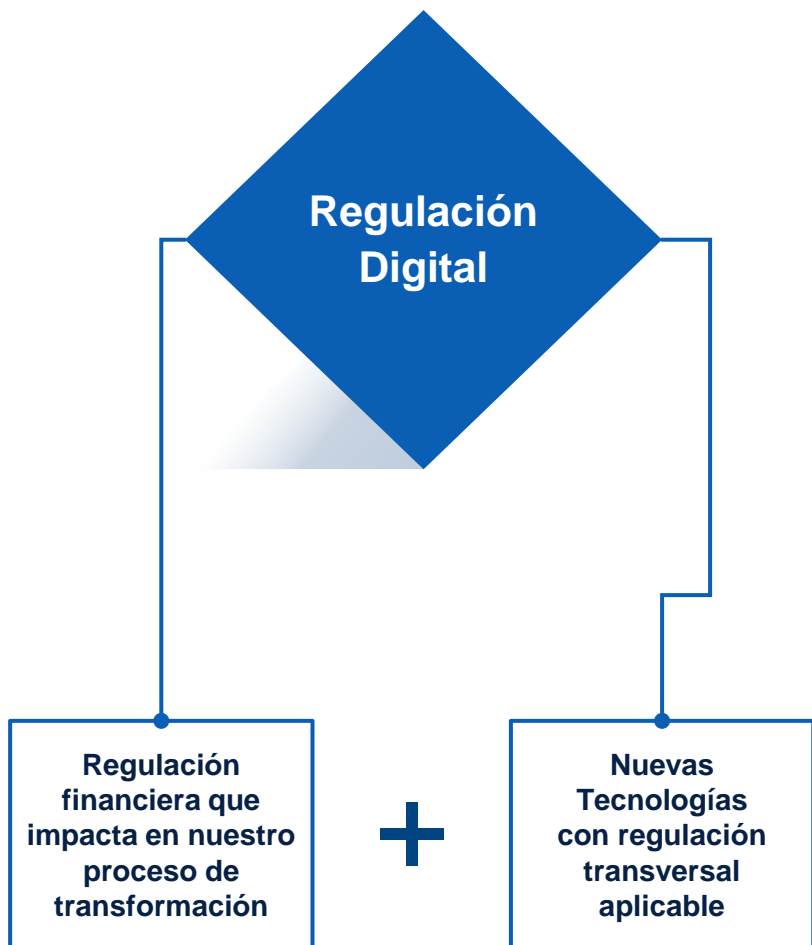 Regulación
Digital
Regulación
financiera que
impacta en nuestro
proceso de
transformación
+
Nuevas
Tecnologías
con regulación
transversal
aplicable